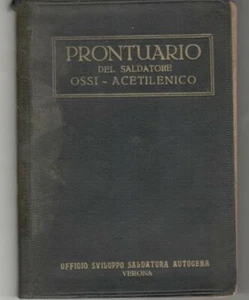 PRONTUARIO
DEL SALDATORE
OSSI - ACETILENICO
UFFICIO SVILUPPO SALDATURA AUTOGENA
VERONA